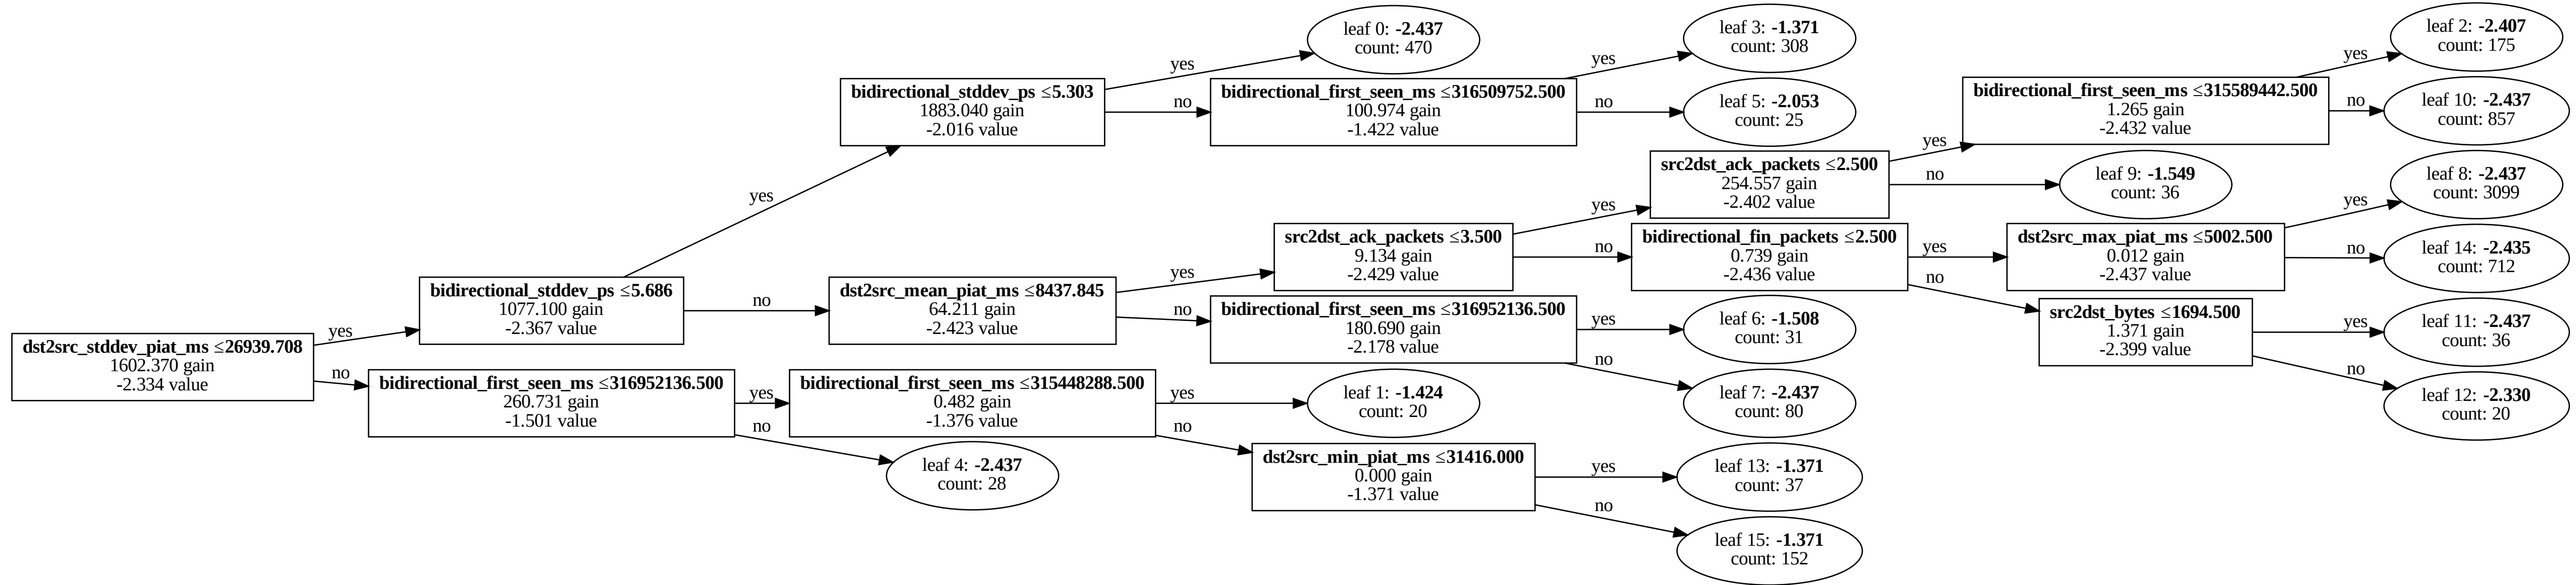 dst2src_stddev_piat_ms ≤26939.708
1602.370 gain
-2.334 value
yes
no
bidirectional_stddev_ps ≤5.686
1077.100 gain
-2.367 value
yes
no
bidirectional_first_seen_ms ≤316952136.500
260.731 gain
-1.501 value
yes
no
bidirectional_stddev_ps ≤5.303
1883.040 gain
-2.016 value
yes
no
dst2src_mean_piat_ms ≤8437.845
64.211 gain
-2.423 value
yes
no
bidirectional_first_seen_ms ≤315448288.500
0.482 gain
-1.376 value
yes
no
leaf 4: -2.437
count: 28
leaf 0: -2.437
count: 470
bidirectional_first_seen_ms ≤316509752.500
100.974 gain
-1.422 value
yes
no
src2dst_ack_packets ≤3.500
9.134 gain
-2.429 value
yes
no
bidirectional_first_seen_ms ≤316952136.500
180.690 gain
-2.178 value
yes
no
leaf 1: -1.424
count: 20
dst2src_min_piat_ms ≤31416.000
0.000 gain
-1.371 value
yes
no
leaf 3: -1.371
count: 308
leaf 5: -2.053
count: 25
src2dst_ack_packets ≤2.500
254.557 gain
-2.402 value
yes
no
bidirectional_fin_packets ≤2.500
0.739 gain
-2.436 value
yes
no
leaf 6: -1.508
count: 31
leaf 7: -2.437
count: 80
leaf 13: -1.371
count: 37
leaf 15: -1.371
count: 152
bidirectional_first_seen_ms ≤315589442.500
1.265 gain
-2.432 value
yes
no
leaf 9: -1.549
count: 36
dst2src_max_piat_ms ≤5002.500
0.012 gain
-2.437 value
yes
no
src2dst_bytes ≤1694.500
1.371 gain
-2.399 value
yes
no
leaf 2: -2.407
count: 175
leaf 10: -2.437
count: 857
leaf 8: -2.437
count: 3099
leaf 14: -2.435
count: 712
leaf 11: -2.437
count: 36
leaf 12: -2.330
count: 20